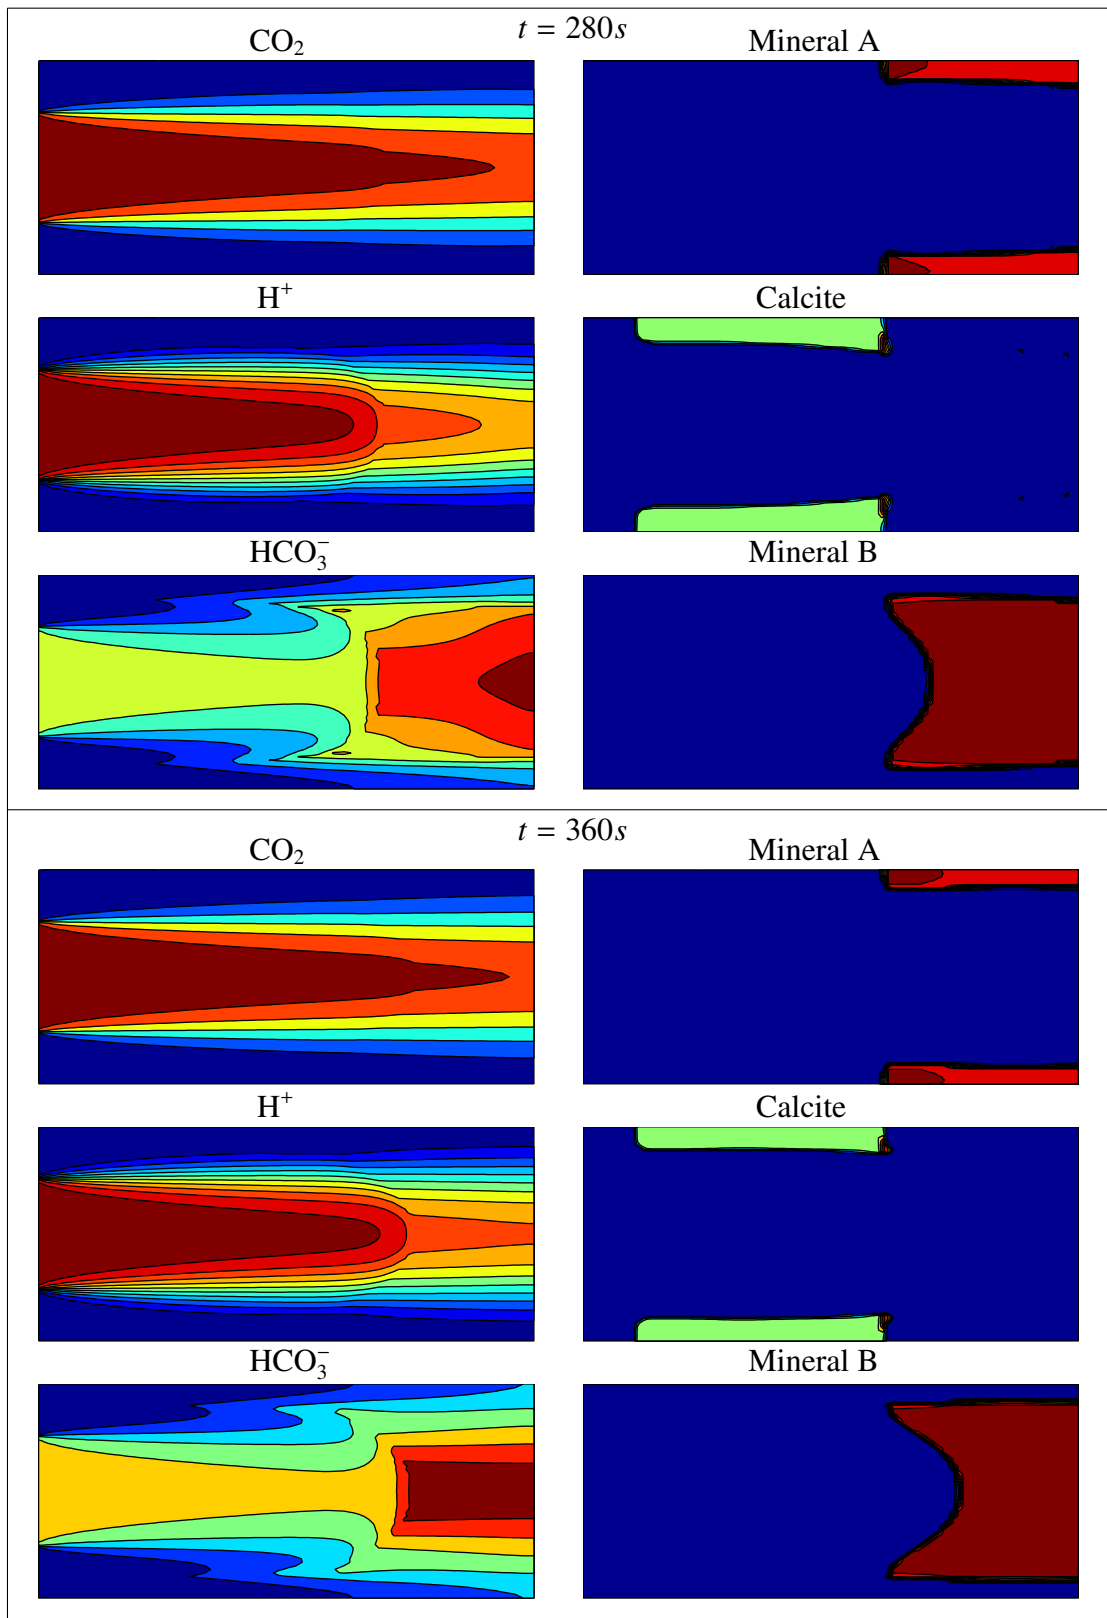 t = 280s
CO₂ Mineral A
H⁺ Calcite
HCO₃⁻ Mineral B
t = 360s
CO₂ Mineral A
H⁺ Calcite
HCO₃⁻ Mineral B